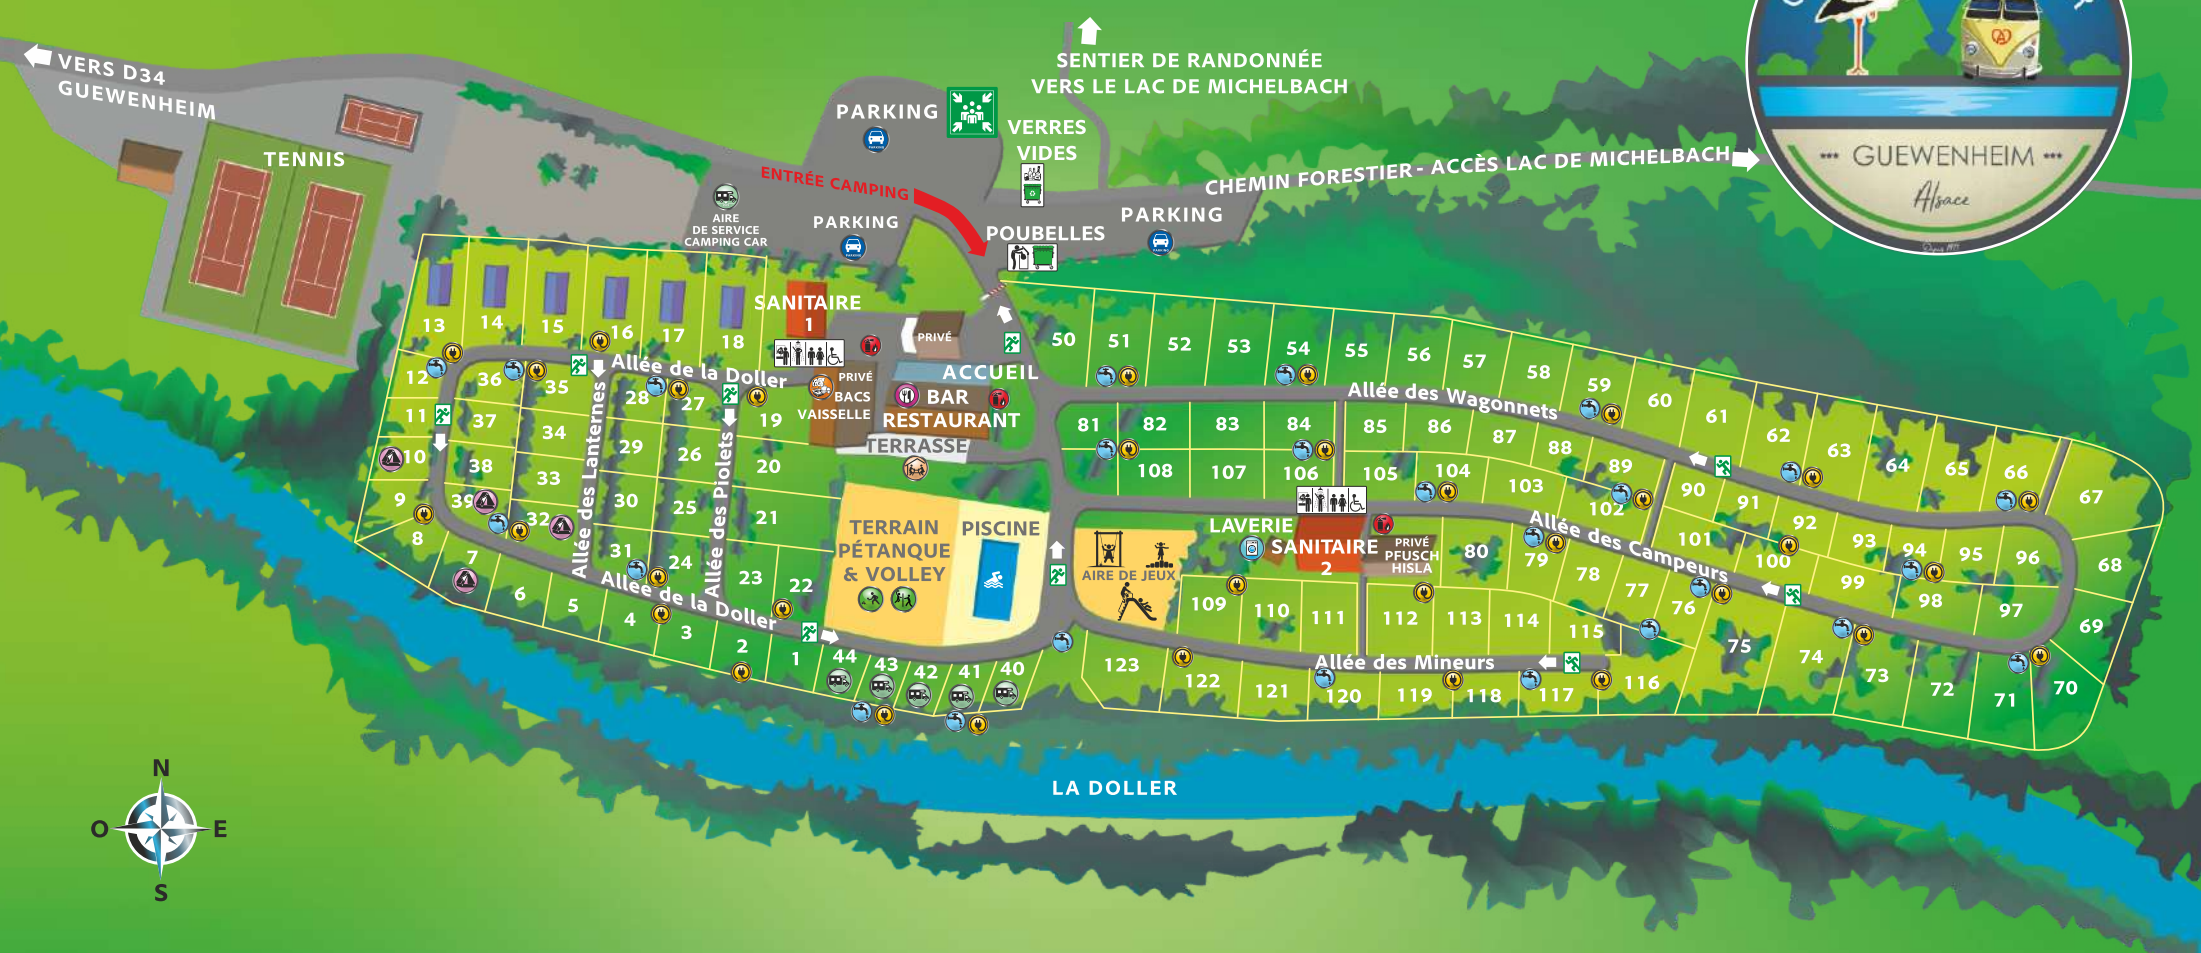 VERS D34
GUEWENHEIM
TENNIS
SENTIER DE RANDONNÉE
VERS LE LAC DE MICHELBACH
PARKING
VERRES
VIDES
CHEMIN FORESTIER - ACCÈS LAC DE MICHELBACH
*** GUEWENHEIM ***
Alsace
Depuis 1971
ENTRÉE CAMPING
AIRE
DE SERVICE
CAMPING CAR
PARKING
POUBELLES
PARKING
SANITAIRE
1
PRIVÉ
ACCUEIL
BAR
RESTAURANT
TERRASSE
PRIVÉ
BACS
VAISSELLE
13 14 15 16 17 18
Allée de la Doller
12 36 35 28 27 19
11 37 34 29 26 20
10 38 33 30 25 21
9 39 32 31 24 23 22
8 7 6 5 4 3 2 1
Allée des Lanternes
Allée des Piolets
Allée de la Doller
44 43 42 41 40
TERRAIN
PÉTANQUE
& VOLLEY
PISCINE
AIRE DE JEUX
50 51 52 53 54 55 56 57 58 59 60 61 62 63 64 65 66 67
Allée des Wagonnets
81 82 83 84 85 86 87 88 89 90 91 92 93 94 95 96 68
108 107 106 105 104 103 102 101 100 99 98 97 69
Allée des Campeurs
LAVERIE
SANITAIRE
2
PRIVÉ
PFUSCH
HISLA
80 79 78 77 76 75 74 73 72 71 70
109 110 111 112 113 114 115
Allée des Mineurs
123 122 121 120 119 118 117 116
LA DOLLER
N
O E
S